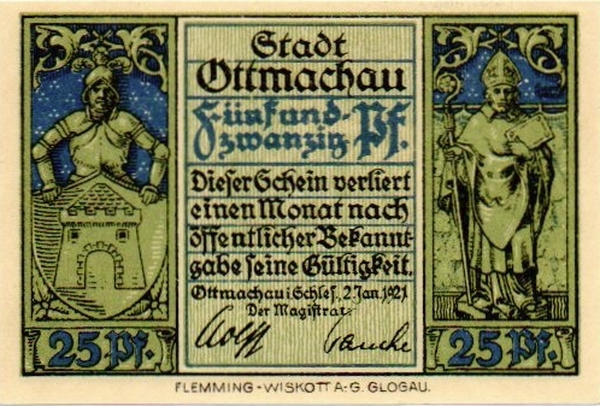 Stadt
Ottmachau
Fünfund-
zwanzig Pf.
Dieser Schein verliert
einen Monat nach
öffentlicher Bekannt-
gabe seine Gültigkeit.
Ottmachau i. Schles., 2. Jan. 1921
Der Magistrat
25 Pf.
25 Pf.
FLEMMING-WISKOTT A.-G. GLOGAU.